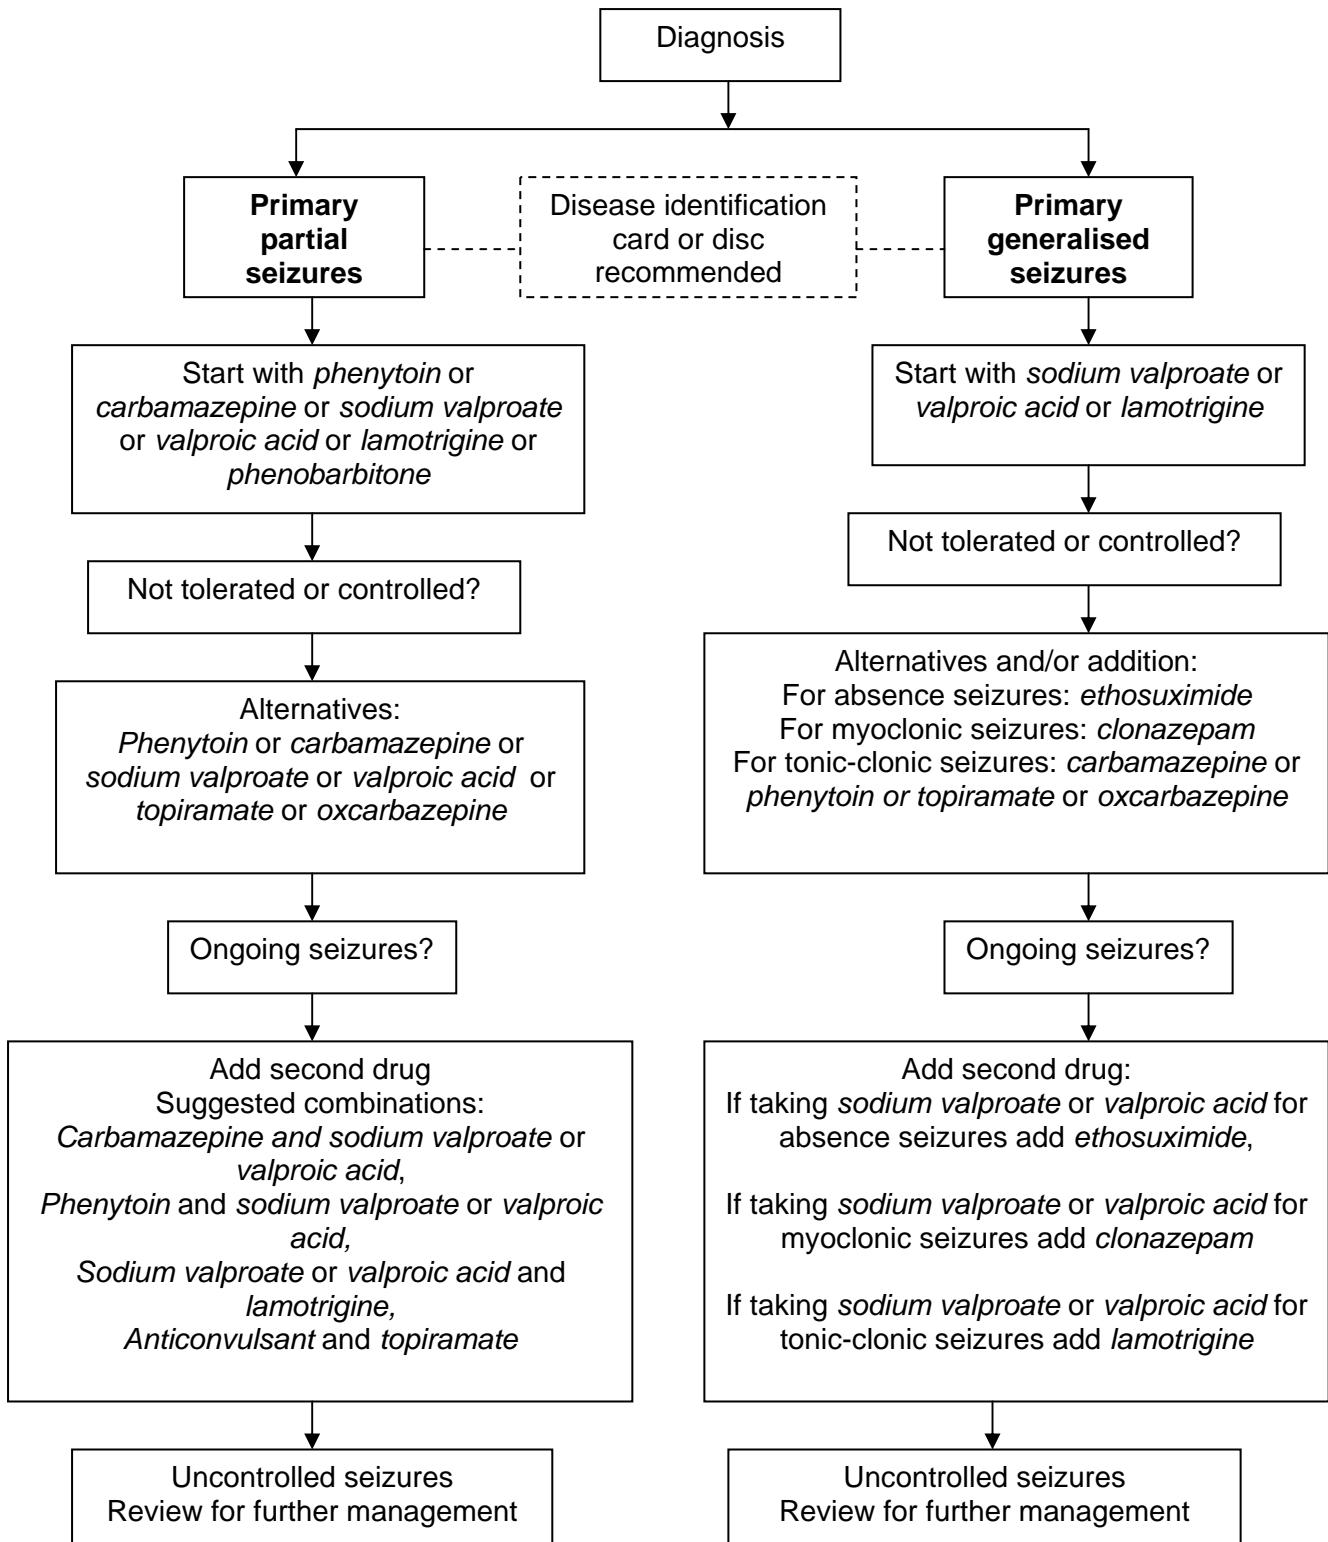 Diagnosis
Primary
partial
seizures
Disease identification
card or disc
recommended
Primary
generalised
seizures
Start with phenytoin or
carbamazepine or sodium valproate
or valproic acid or lamotrigine or
phenobarbitone
Start with sodium valproate or
valproic acid or lamotrigine
Not tolerated or controlled?
Not tolerated or controlled?
Alternatives:
Phenytoin or carbamazepine or
sodium valproate or valproic acid or
topiramate or oxcarbazepine
Alternatives and/or addition:
For absence seizures: ethosuximide
For myoclonic seizures: clonazepam
For tonic-clonic seizures: carbamazepine or
phenytoin or topiramate or oxcarbazepine
Ongoing seizures?
Ongoing seizures?
Add second drug
Suggested combinations:
Carbamazepine and sodium valproate or
valproic acid,
Phenytoin and sodium valproate or valproic
acid,
Sodium valproate or valproic acid and
lamotrigine,
Anticonvulsant and topiramate
Add second drug:
If taking sodium valproate or valproic acid for
absence seizures add ethosuximide,
If taking sodium valproate or valproic acid for
myoclonic seizures add clonazepam
If taking sodium valproate or valproic acid for
tonic-clonic seizures add lamotrigine
Uncontrolled seizures
Review for further management
Uncontrolled seizures
Review for further management